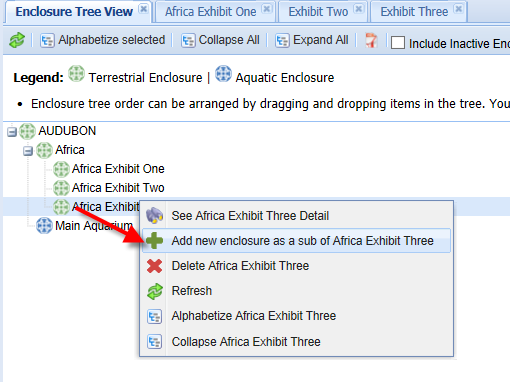 Enclosure Tree View Africa Exhibit One Exhibit Two Exhibit Three
Alphabetize selected Collapse All Expand All Include Inactive Enc
Legend: Terrestrial Enclosure | Aquatic Enclosure
• Enclosure tree order can be arranged by dragging and dropping items in the tree. You
AUDUBON
Africa
Africa Exhibit One
Africa Exhibit Two
Africa Exhibit
Main Aquarium
See Africa Exhibit Three Detail
Add new enclosure as a sub of Africa Exhibit Three
Delete Africa Exhibit Three
Refresh
Alphabetize Africa Exhibit Three
Collapse Africa Exhibit Three